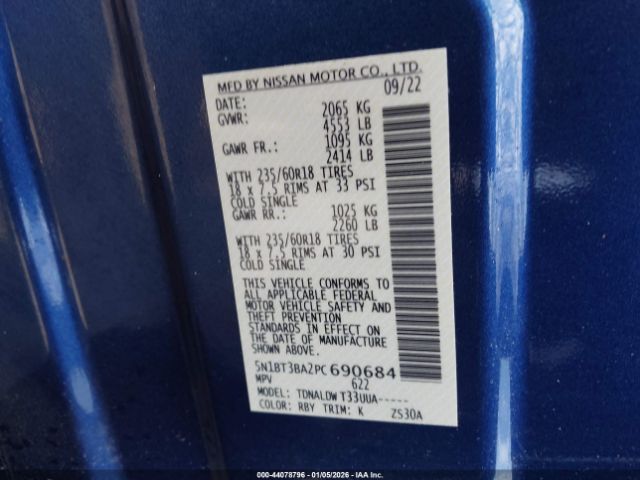 MFD BY NISSAN MOTOR CO., LTD.
DATE: 09/22
GVWR: 2065 KG
4553 LB
GAWR FR.: 1095 KG
2414 LB
WITH 235/60R18 TIRES
18 x 7.5 RIMS AT 33 PSI
COLD SINGLE
GAWR RR.: 1025 KG
2260 LB
WITH 235/60R18 TIRES
18 x 7.5 RIMS AT 30 PSI
COLD SINGLE
THIS VEHICLE CONFORMS TO
ALL APPLICABLE FEDERAL
MOTOR VEHICLE SAFETY AND
THEFT PREVENTION
STANDARDS IN EFFECT ON
THE DATE OF MANUFACTURE
SHOWN ABOVE.
5N1BT3BA2PC690684
MPV 622
MODEL: TDNALDW T33UUA-----
COLOR: RBY TRIM: K ZS30A
000-44078796 - 01/05/2026 - IAA Inc.